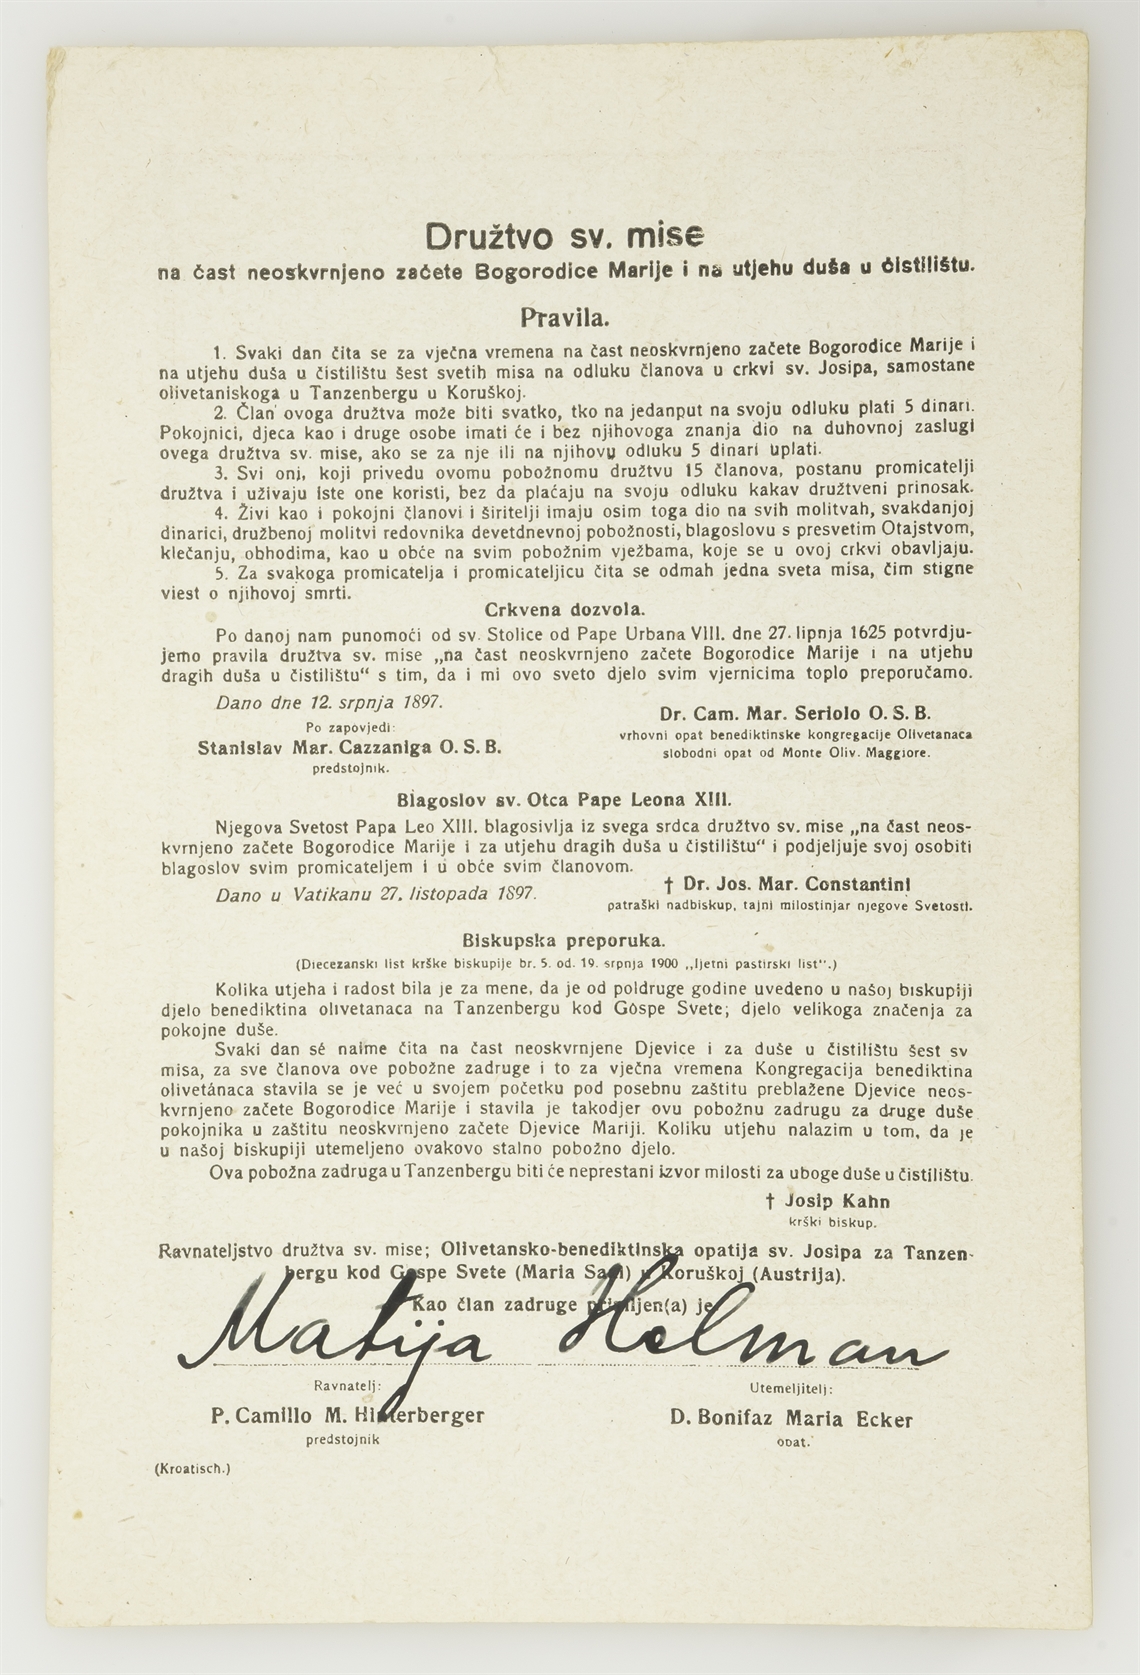 Družtvo sv. mise
na čast neoskvrnjeno začete Bogorodice Marije i na utjehu duša u čistilištu.
Pravila.
1. Svaki dan čita se za vječna vremena na čast neoskvrnjeno začete Bogorodice Marije i
na utjehu duša u čistilištu šest svetih misa na odluku članova u crkvi sv. Josipa, samostane
olivetaniskoga u Tanzenbergu u Koruškoj.
2. Član ovoga družtva može biti svatko, tko na jedanput na svoju odluku plati 5 dinari.
Pokojnici, djeca kao i druge osobe imati će i bez njihovoga znanja dio na duhovnoj zaslugi
ovega družtva sv. mise, ako se za nje ili na njihovu odluku 5 dinari uplati.
3. Svi oni, koji privedu ovomu pobožnomu družtvu 15 članova, postanu promicatelji
družtva i uživaju iste one koristi, bez da plaćaju na svoju odluku kakav družtveni prinosak.
4. Živi kao i pokojni članovi i širitelji imaju osim toga dio na svih molitvah, svakdanjoj
dinarici, družbenoj molitvi redovnika devetdnevnoj pobožnosti, blagoslovu s presvetim Otajstvom,
klečanju, obhodima, kao u obće na svim pobožnim vježbama, koje se u ovoj crkvi obavljaju.
5. Za svakoga promicatelja i promicateljicu čita se odmah jedna sveta misa, čim stigne
viest o njihovoj smrti.
Crkvena dozvola.
Po danoj nam punomoći od sv. Stolice od Pape Urbana VIII. dne 27. lipnja 1625 potvrdju-
jemo pravila družtva sv. mise „na čast neoskvrnjeno začete Bogorodice Marije i na utjehu
dragih duša u čistilištu“ s tim, da i mi ovo sveto djelo svim vjernicima toplo preporučamo.
Dano dne 12. srpnja 1897.
Po zapovjedi:
Stanislav Mar. Cazzaniga O. S. B.
predstojnik.
Dr. Cam. Mar. Seriolo O. S. B.
vrhovni opat benediktinske kongregacije Olivetanaca
slobodni opat od Monte Oliv. Maggiore.
Blagoslov sv. Otca Pape Leona XIII.
Njegova Svetost Papa Leo XIII. blagosivlja iz svega srdca družtvo sv. mise „na čast neos-
kvrnjeno začete Bogorodice Marije i za utjehu dragih duša u čistilištu“ i podjeljuje svoj osobiti
blagoslov svim promicateljem i u obće svim članovom.
Dano u Vatikanu 27. listopada 1897.
† Dr. Jos. Mar. Constantini
patraški nadbiskup, tajni milostinjar njegove Svetosti.
Biskupska preporuka.
(Diecezanski list krške biskupije br. 5. od. 19. srpnja 1900 „ljetni pastirski list“.)
Kolika utjeha i radost bila je za mene, da je od poldruge godine uvedeno u našoj biskupiji
djelo benediktina olivetanaca na Tanzenbergu kod Góspe Svete; djelo velikoga značenja za
pokojne duše.
Svaki dan sé naime čita na čast neoskvrnjene Djevice i za duše u čistilištu šest sv
misa, za sve članova ove pobožne zadruge i to za vječna vremena Kongregacija benediktina
olivetánaca stavila se je već u svojem početku pod posebnu zaštitu preblažene Djevice neos-
kvrnjeno začete Bogorodice Marije i stavila je takodjer ovu pobožnu zadrugu za druge duše
pokojnika u zaštitu neoskvrnjeno začete Djevice Mariji. Koliku utjehu nalazim u tom, da je
u našoj biskupiji utemeljeno ovakovo stalno pobožno djelo.
Ova pobožna zadruga u Tanzenbergu biti će neprestani izvor milosti za uboge duše u čistilištu.
† Josip Kahn
krški biskup.
Ravnateljstvo družtva sv. mise; Olivetansko-benediktinska opatija sv. Josipa za Tanzen-
bergu kod Gospe Svete (Maria Saal) u Koruškoj (Austrija).
Kao član zadruge primljen(a) je
Matija Helman
Ravnatelj:
P. Camillo M. Hinterberger
predstojnik
Utemeljitelj:
D. Bonifaz Maria Ecker
opat.
(Kroatisch.)